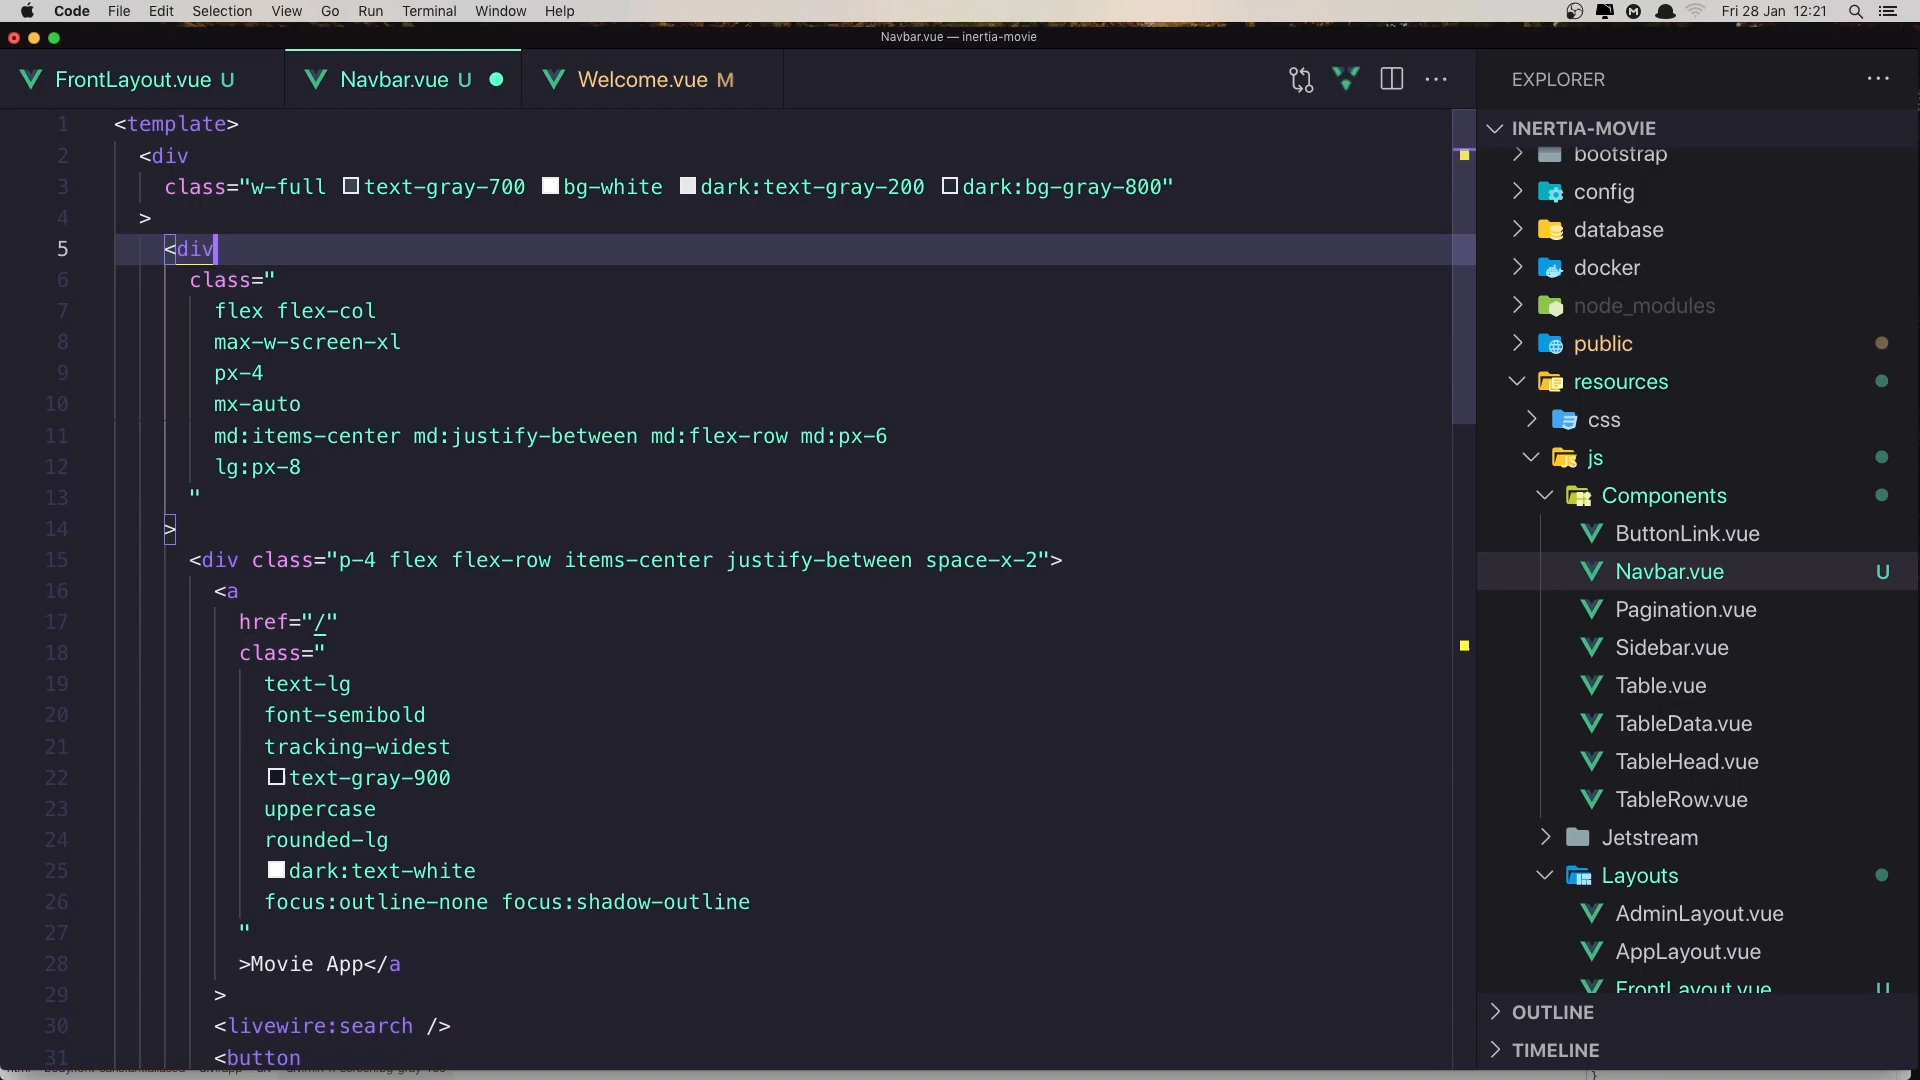 Code File Edit Selection View Go Run Terminal Window Help
Fri 28 Jan 12:21
Navbar.vue — inertia-movie
FrontLayout.vue U
Navbar.vue U
Welcome.vue M
1 <template>
2 <div
3 class="w-full text-gray-700 bg-white dark:text-gray-200 dark:bg-gray-800"
4 >
5 <div
6 class="
7 flex flex-col
8 max-w-screen-xl
9 px-4
10 mx-auto
11 md:items-center md:justify-between md:flex-row md:px-6
12 lg:px-8
13 "
14 >
15 <div class="p-4 flex flex-row items-center justify-between space-x-2">
16 <a
17 href="/"
18 class="
19 text-lg
20 font-semibold
21 tracking-widest
22 text-gray-900
23 uppercase
24 rounded-lg
25 dark:text-white
26 focus:outline-none focus:shadow-outline
27 "
28 >Movie App</a
29 >
30 <livewire:search />
31 <button
EXPLORER
INERTIA-MOVIE
bootstrap
config
database
docker
node_modules
public
resources
css
js
Components
ButtonLink.vue
Navbar.vue U
Pagination.vue
Sidebar.vue
Table.vue
TableData.vue
TableHead.vue
TableRow.vue
Jetstream
Layouts
AdminLayout.vue
AppLayout.vue
FrontLayout.vue U
OUTLINE
TIMELINE